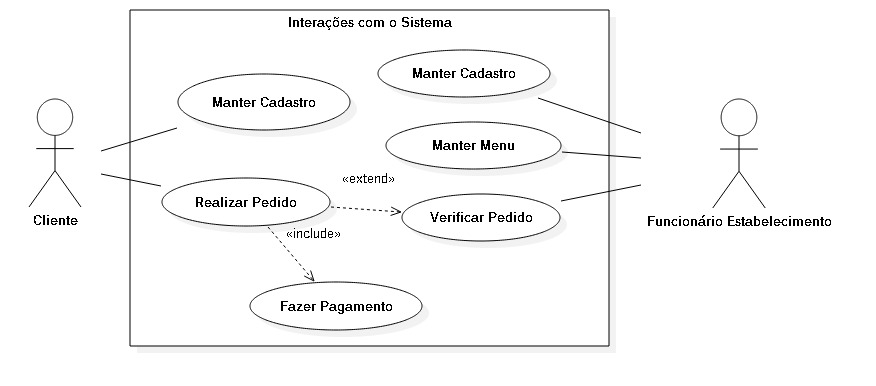 Interações com o Sistema
Manter Cadastro
Manter Cadastro
Manter Menu
«extend»
Realizar Pedido
Verificar Pedido
Cliente
Funcionário Estabelecimento
«include»
Fazer Pagamento